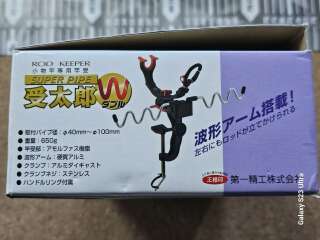 ROD KEEPER
小物竿専用竿受
SUPER PIPE
受太郎
W
ダブル
●取付パイプ径：φ40mm～φ100mm
●重量：650g
●竿受部：アモルファス樹脂
●波形アーム：硬質アルミ
●クランプ：アルミダイキャスト
●クランプネジ：ステンレス
●ハンドルリング付属
波形アーム搭載！
左右にもロッドが立てかけられる
王様印
第一精工株式会社
Galaxy S23 Ultra